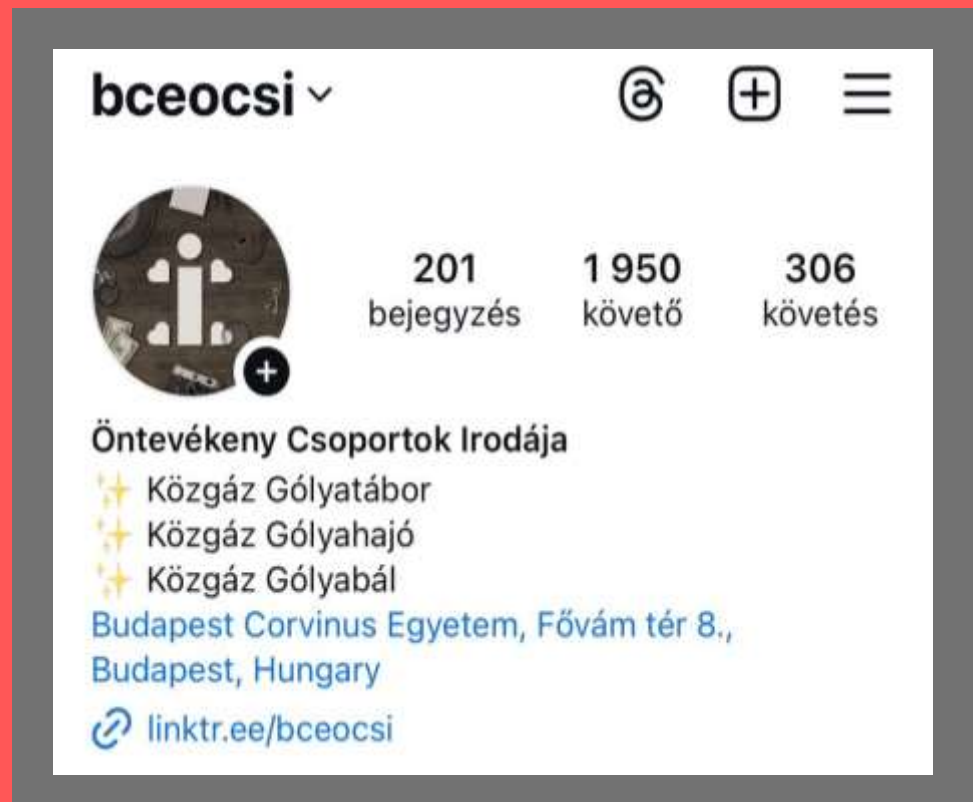 bceocsi
201 1 950 306
bejegyzés követő követés
Öntevékeny Csoportok Irodája
✨ Közgáz Gólyatábor
✨ Közgáz Gólyahajó
✨ Közgáz Gólyabál
Budapest Corvinus Egyetem, Fővám tér 8.,
Budapest, Hungary
linktr.ee/bceocsi